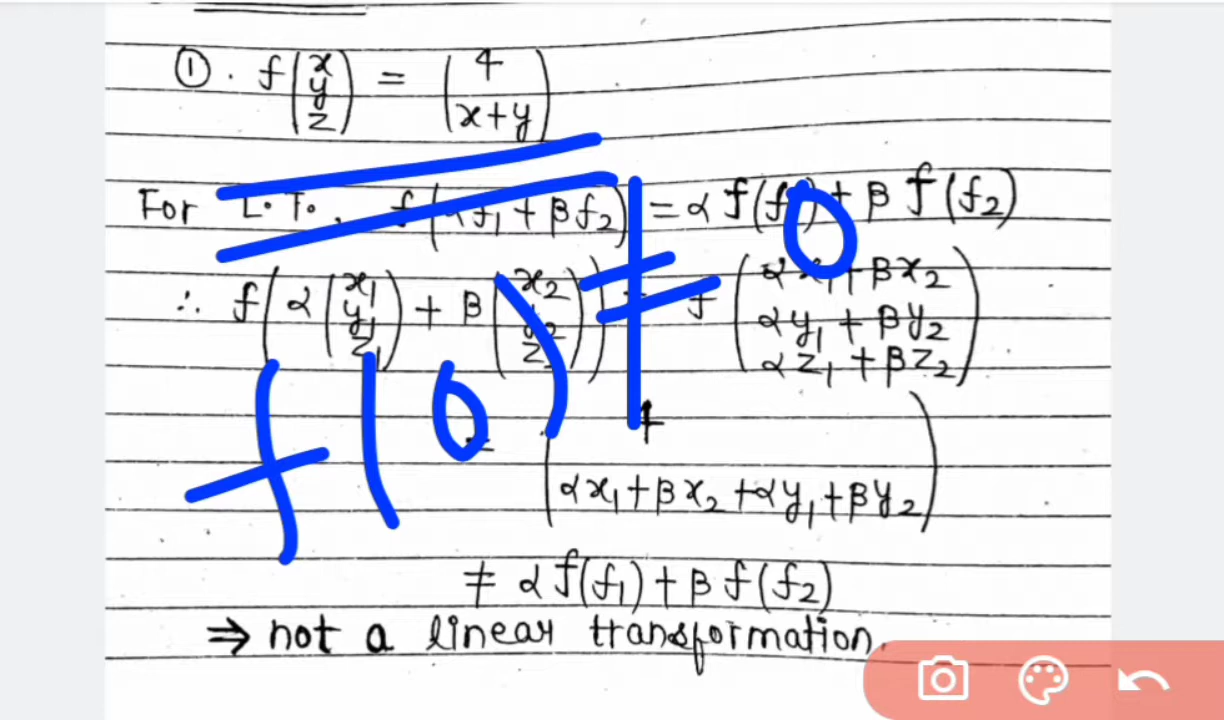 ① . f(x y z) = (4 x+y)
For L.T. , f(αf₁ + βf₂) = α f(f₁) + β f(f₂)
∴ f(α(x₁ y₁ z₁) + β(x₂ y₂ z₂)) = f(αx₁ + βx₂ αy₁ + βy₂ αz₁ + βz₂)
f(0) ≠ 0
= (4 αx₁+βx₂ +αy₁+βy₂)
≠ α f(f₁) + β f(f₂)
⇒ not a linear transformation.